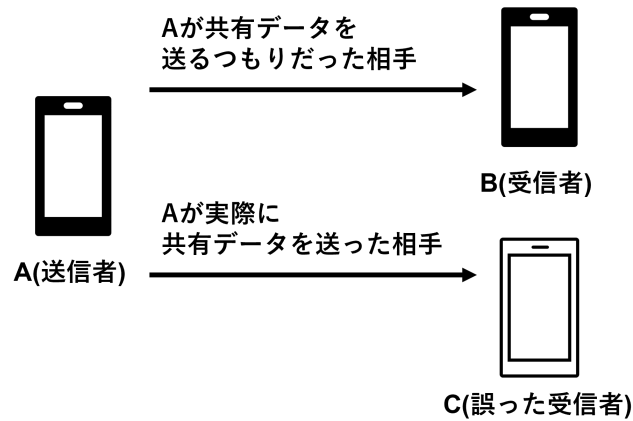 Aが共有データを
送るつもりだった相手
B(受信者)
A(送信者)
Aが実際に
共有データを送った相手
C(誤った受信者)